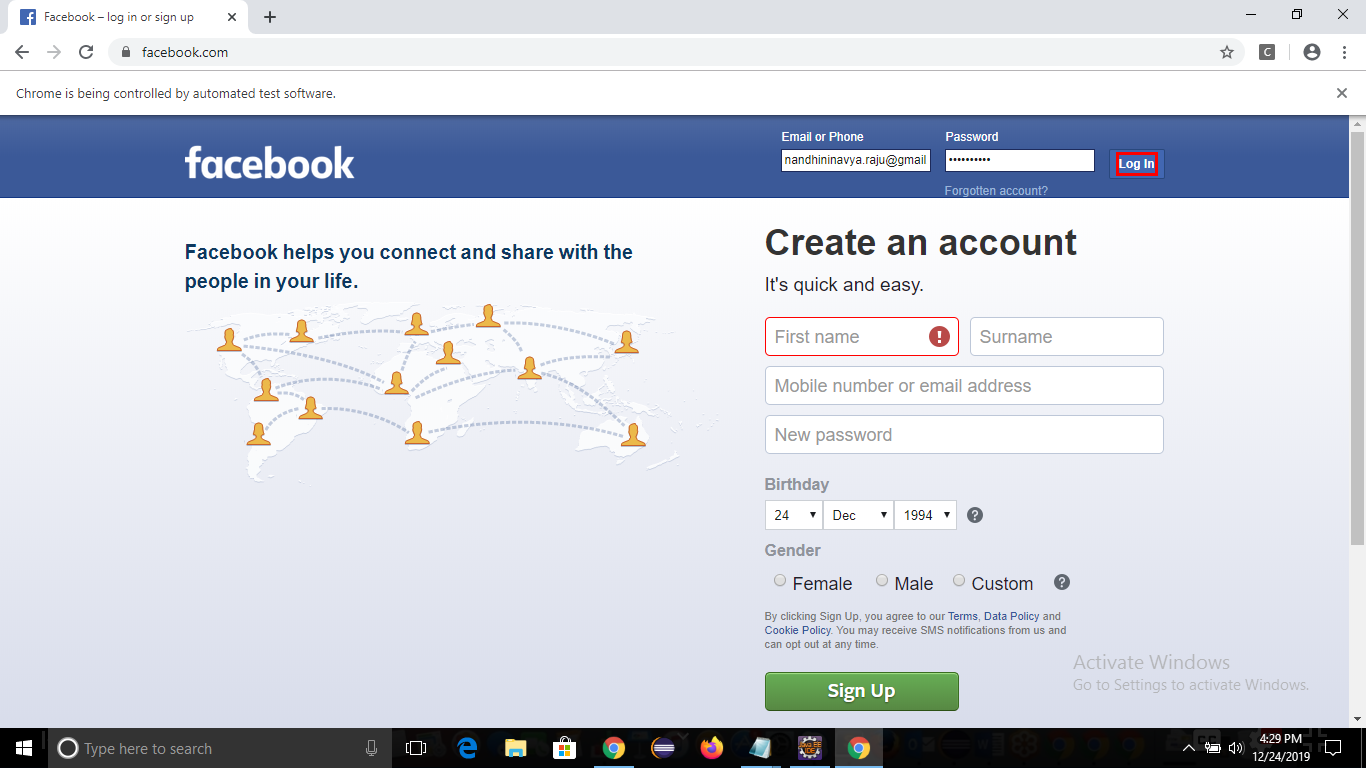 Facebook – log in or sign up
facebook.com
C
Chrome is being controlled by automated test software.
facebook
Email or Phone
Password
nandhininavya.raju@gmail
••••••••••
Log In
Forgotten account?
Facebook helps you connect and share with the
people in your life.
Create an account
It's quick and easy.
First name
Surname
Mobile number or email address
New password
Birthday
24 Dec 1994
Gender
Female Male Custom
By clicking Sign Up, you agree to our Terms, Data Policy and
Cookie Policy. You may receive SMS notifications from us and
can opt out at any time.
Sign Up
Activate Windows
Go to Settings to activate Windows.
Type here to search
4:29 PM
12/24/2019